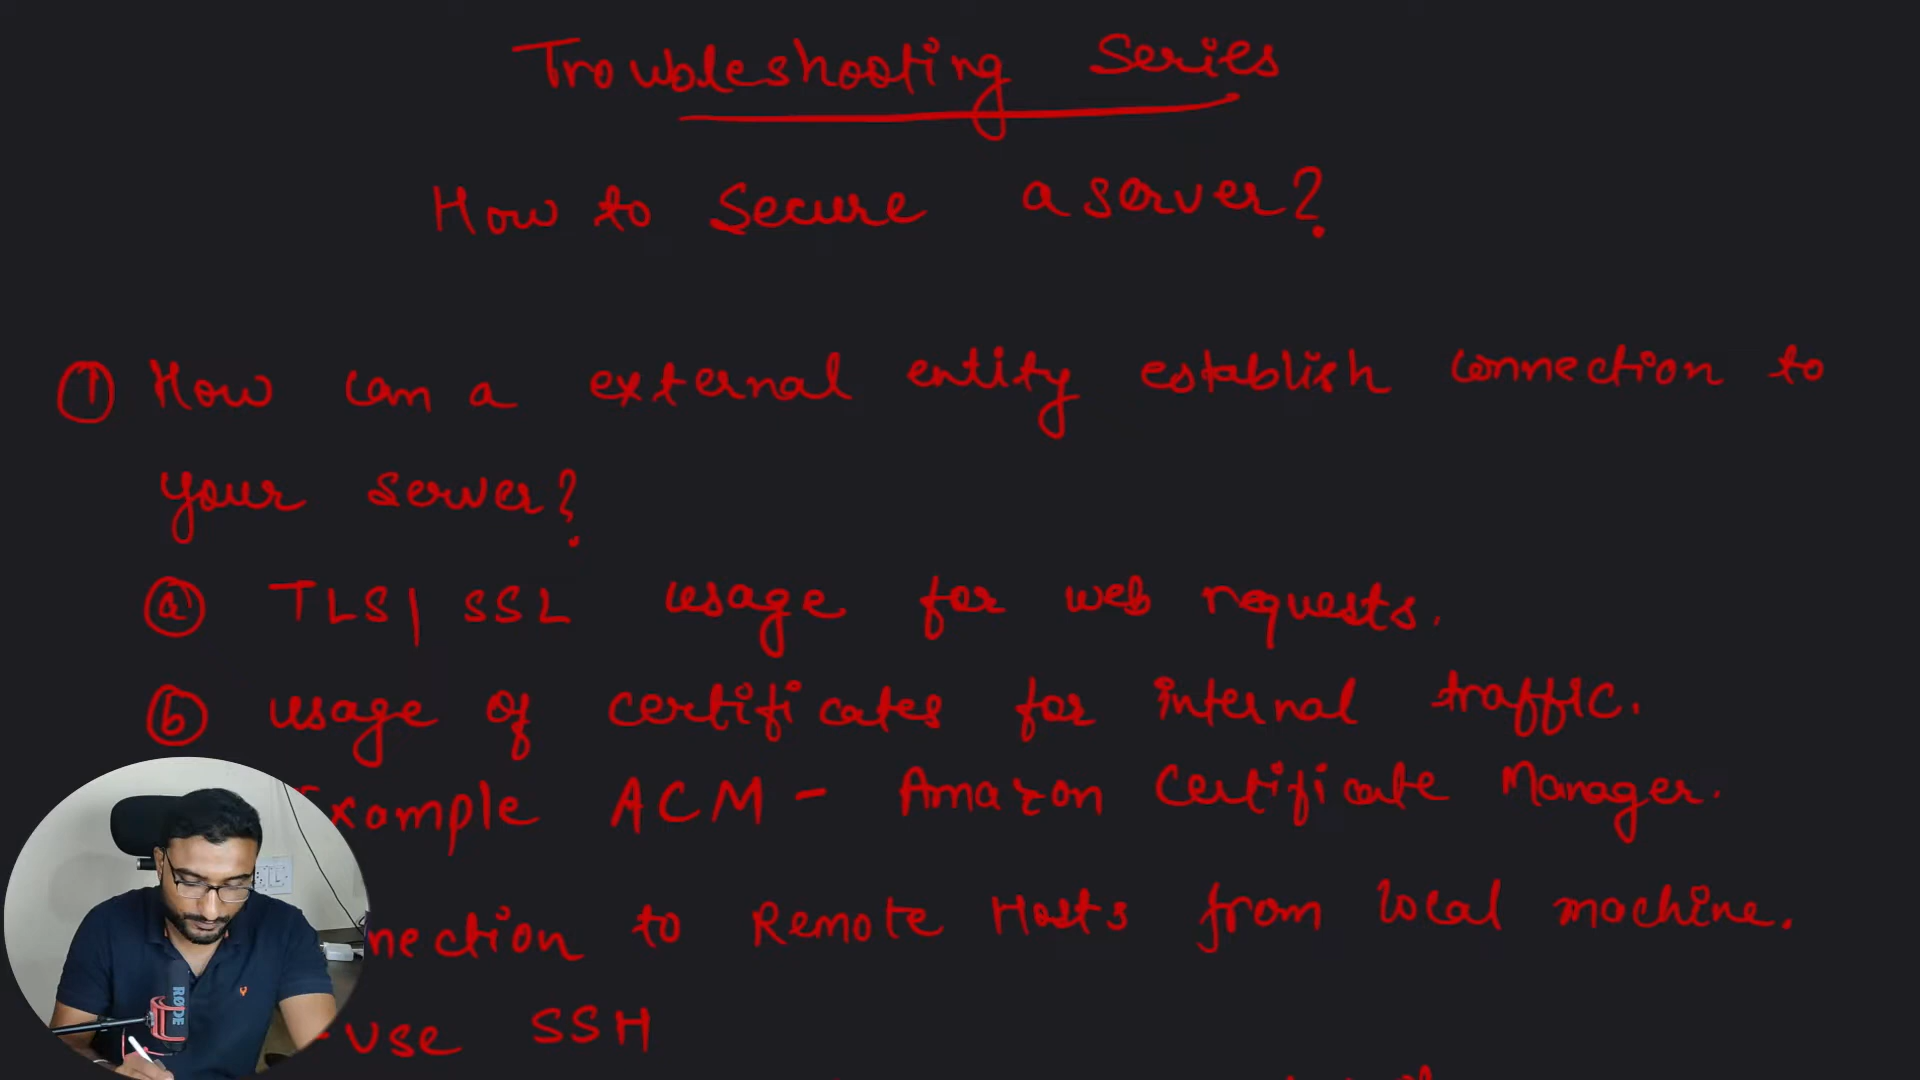 Troubleshooting Series
How to secure a server?
① How can a external entity establish connection to
your server?
ⓐ TLS| SSL usage for web requests.
ⓑ usage of certificates for internal traffic.
Example ACM - Amazon Certificate Manager.
nection to Remote Hosts from local machine.
- Use SSH
RØDE